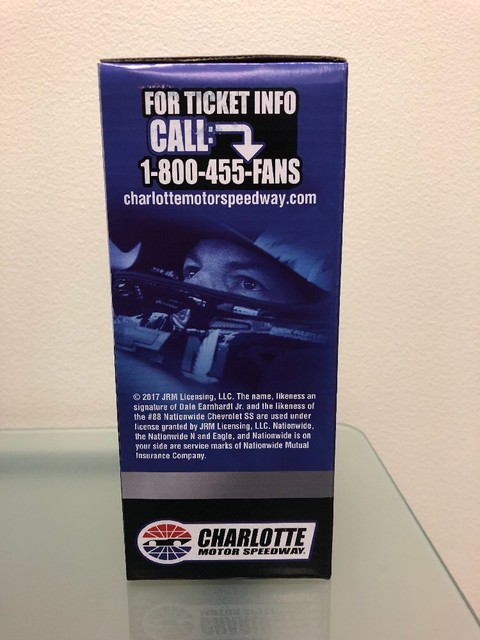 FOR TICKET INFO
CALL:
1-800-455-FANS
charlottemotorspeedway.com
© 2017 JRM Licensing, LLC. The name, likeness an
signature of Dale Earnhardt Jr. and the likeness of
the #88 Nationwide Chevrolet SS are used under
license granted by JRM Licensing, LLC. Nationwide,
the Nationwide N and Eagle, and Nationwide is on
your side are service marks of Nationwide Mutual
Insurance Company.
CHARLOTTE
MOTOR SPEEDWAY.